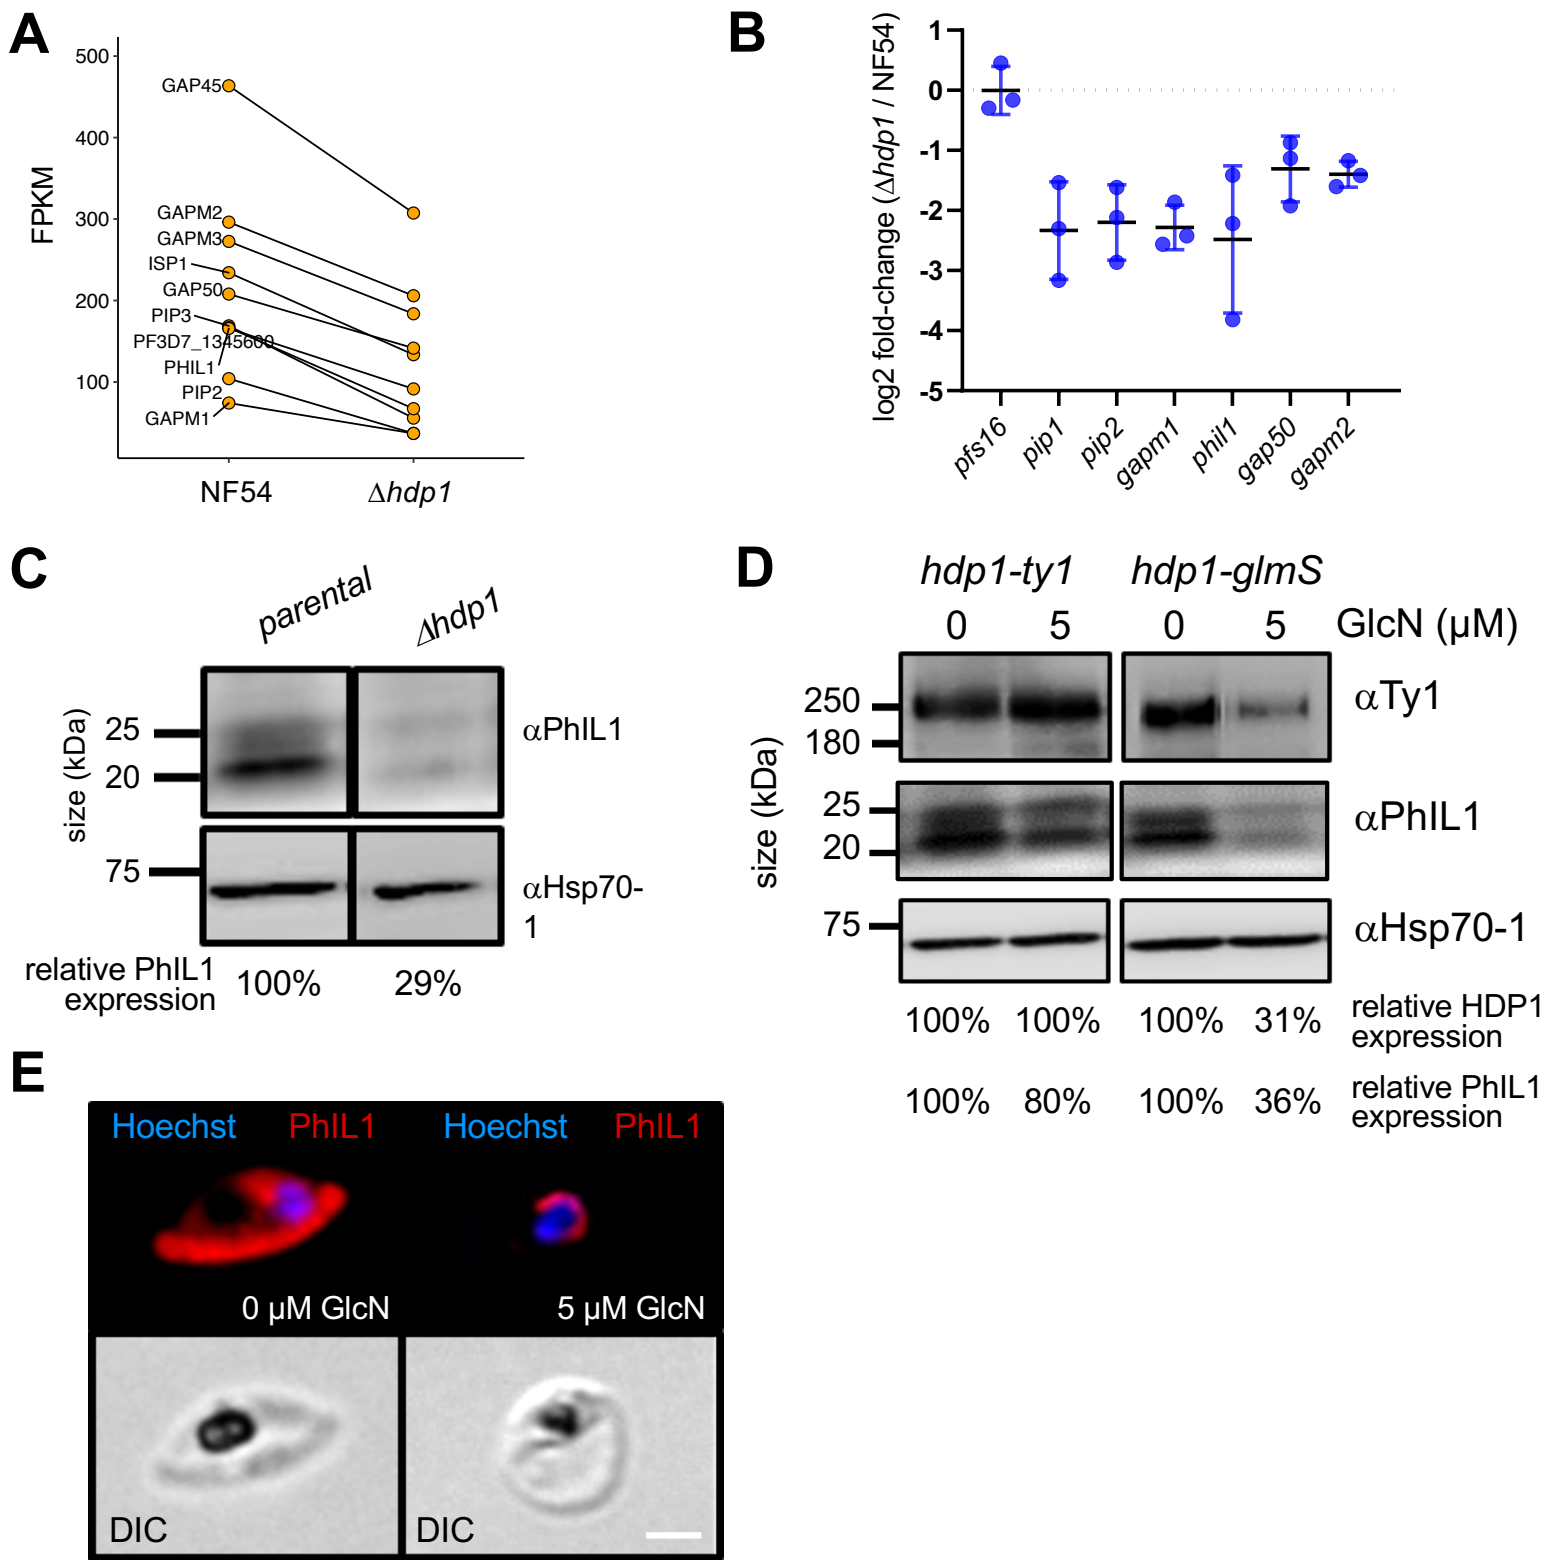 A
500
400
300
200
100
FPKM
GAP45
GAPM2
GAPM3
ISP1
GAP50
PIP3
PF3D7_1345600
PHIL1
PIP2
GAPM1
NF54
Δhdp1
B
log2 fold-change (Δhdp1 / NF54)
1
0
-1
-2
-3
-4
-5
pfs16
pip1
pip2
gapm1
phil1
gap50
gapm2
C
parental
Δhdp1
size (kDa)
25
20
αPhIL1
75
αHsp70-
1
relative PhIL1
expression
100%
29%
D
hdp1-ty1
hdp1-glmS
0
5
0
5
GlcN (µM)
size (kDa)
250
180
αTy1
25
20
αPhIL1
75
αHsp70-1
100%
100%
100%
31%
relative HDP1
expression
100%
80%
100%
36%
relative PhIL1
expression
E
Hoechst
PhIL1
Hoechst
PhIL1
0 µM GlcN
5 µM GlcN
DIC
DIC